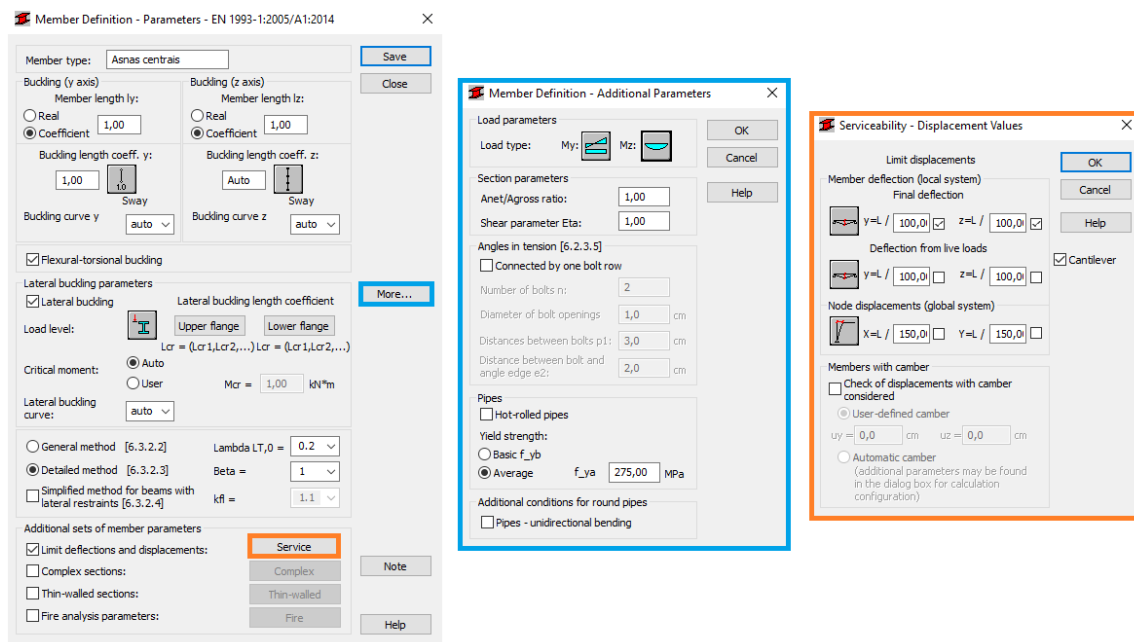 Member Definition - Parameters - EN 1993-1:2005/A1:2014
Member type: Asnas centrais
Save
Close
Buckling (y axis)
Member length ly:
Real
Coefficient 1,00
Buckling length coeff. y:
1,00 1.0
Sway
Buckling curve y auto
Buckling (z axis)
Member length lz:
Real
Coefficient 1,00
Buckling length coeff. z:
Auto
Sway
Buckling curve z auto
Flexural-torsional buckling
Lateral buckling parameters
Lateral buckling Lateral buckling length coefficient
Load level: Upper flange Lower flange
Lcr = (Lcr1,Lcr2,...) Lcr = (Lcr1,Lcr2,...)
Critical moment: Auto
User Mcr = 1,00 kN*m
Lateral buckling
curve: auto
More...
General method [6.3.2.2] Lambda LT,0 = 0.2
Detailed method [6.3.2.3] Beta = 1
Simplified method for beams with
lateral restraints [6.3.2.4] kfl = 1.1
Additional sets of member parameters
Limit deflections and displacements: Service
Complex sections: Complex
Thin-walled sections: Thin-walled
Fire analysis parameters: Fire
Note
Help
Member Definition - Additional Parameters
Load parameters
Load type: My: Mz:
OK
Cancel
Help
Section parameters
Anet/Agross ratio: 1,00
Shear parameter Eta: 1,00
Angles in tension [6.2.3.5]
Connected by one bolt row
Number of bolts n: 2
Diameter of bolt openings 1,0 cm
Distances between bolts p1: 3,0 cm
Distance between bolt and
angle edge e2: 2,0 cm
Pipes
Hot-rolled pipes
Yield strength:
Basic f_yb
Average f_ya 275,00 MPa
Additional conditions for round pipes
Pipes - unidirectional bending
Serviceability - Displacement Values
Limit displacements
OK
Cancel
Help
Cantilever
Member deflection (local system)
Final deflection
y=L / 100,0 z=L / 100,0
Deflection from live loads
y=L / 100,0 z=L / 100,0
Node displacements (global system)
X=L / 150,0 Y=L / 150,0
Members with camber
Check of displacements with camber
considered
User-defined camber
uy = 0,0 cm uz = 0,0 cm
Automatic camber
(additional parameters may be found
in the dialog box for calculation
configuration)